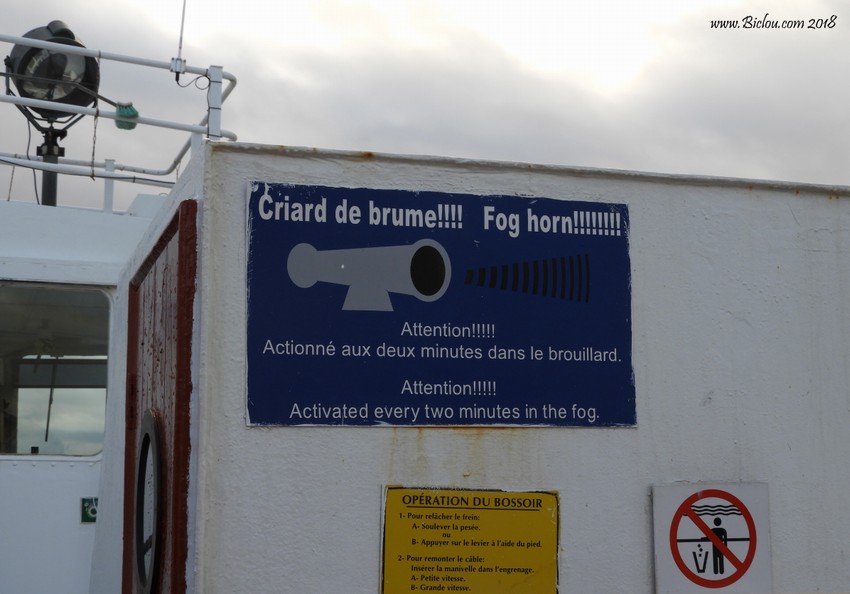 www.Biclou.com 2018
Criard de brume!!!! Fog horn!!!!!!!!
Attention!!!!!
Actionné aux deux minutes dans le brouillard.
Attention!!!!!
Activated every two minutes in the fog.
OPÉRATION DU BOSSOIR
1- Pour relâcher le frein:
A- Soulever la pesée.
ou
B- Appuyer sur le levier à l'aide du pied.
2- Pour remonter le câble:
Insérer la manivelle dans l'engrenage.
A- Petite vitesse.
B- Grande vitesse.